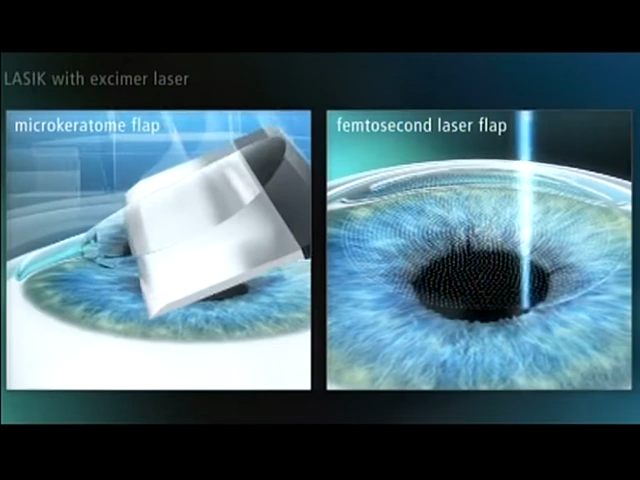 LASIK with excimer laser
microkeratome flap
femtosecond laser flap